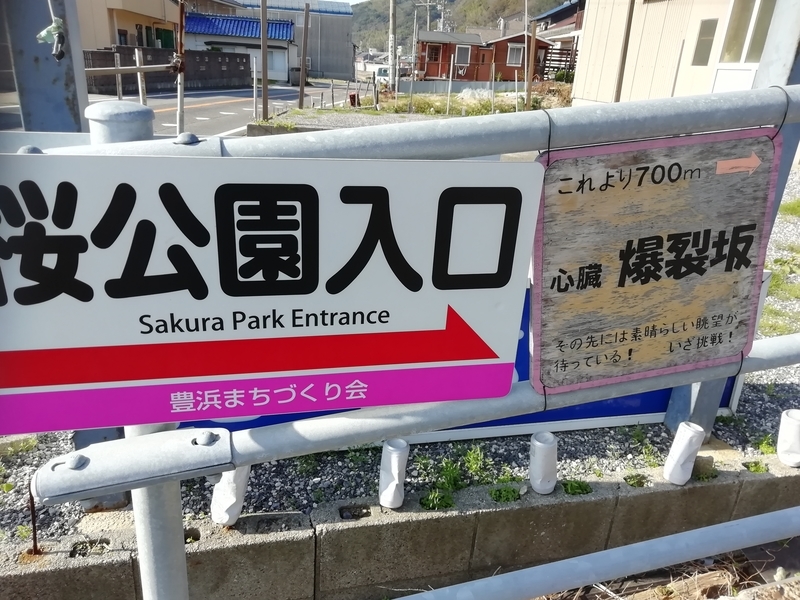 桜公園入口
Sakura Park Entrance
豊浜まちづくり会
これより700m
心臓 爆裂坂
その先には素晴らしい眺望が
待っている! いざ挑戦!